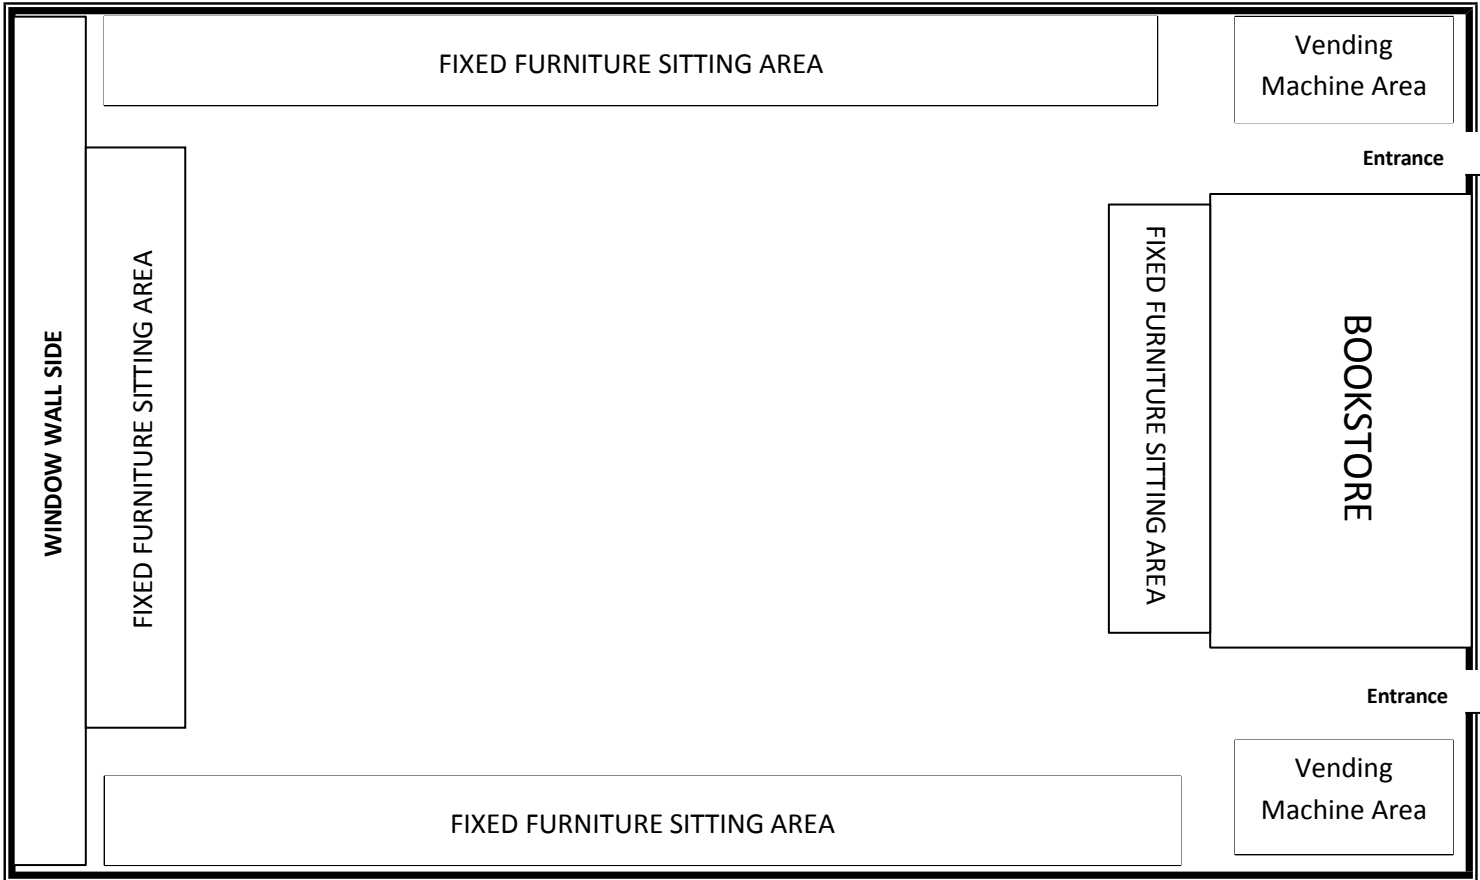 FIXED FURNITURE SITTING AREA
Vending
Machine Area
Entrance
WINDOW WALL SIDE
FIXED FURNITURE SITTING AREA
FIXED FURNITURE SITTING AREA
BOOKSTORE
Entrance
Vending
Machine Area
FIXED FURNITURE SITTING AREA